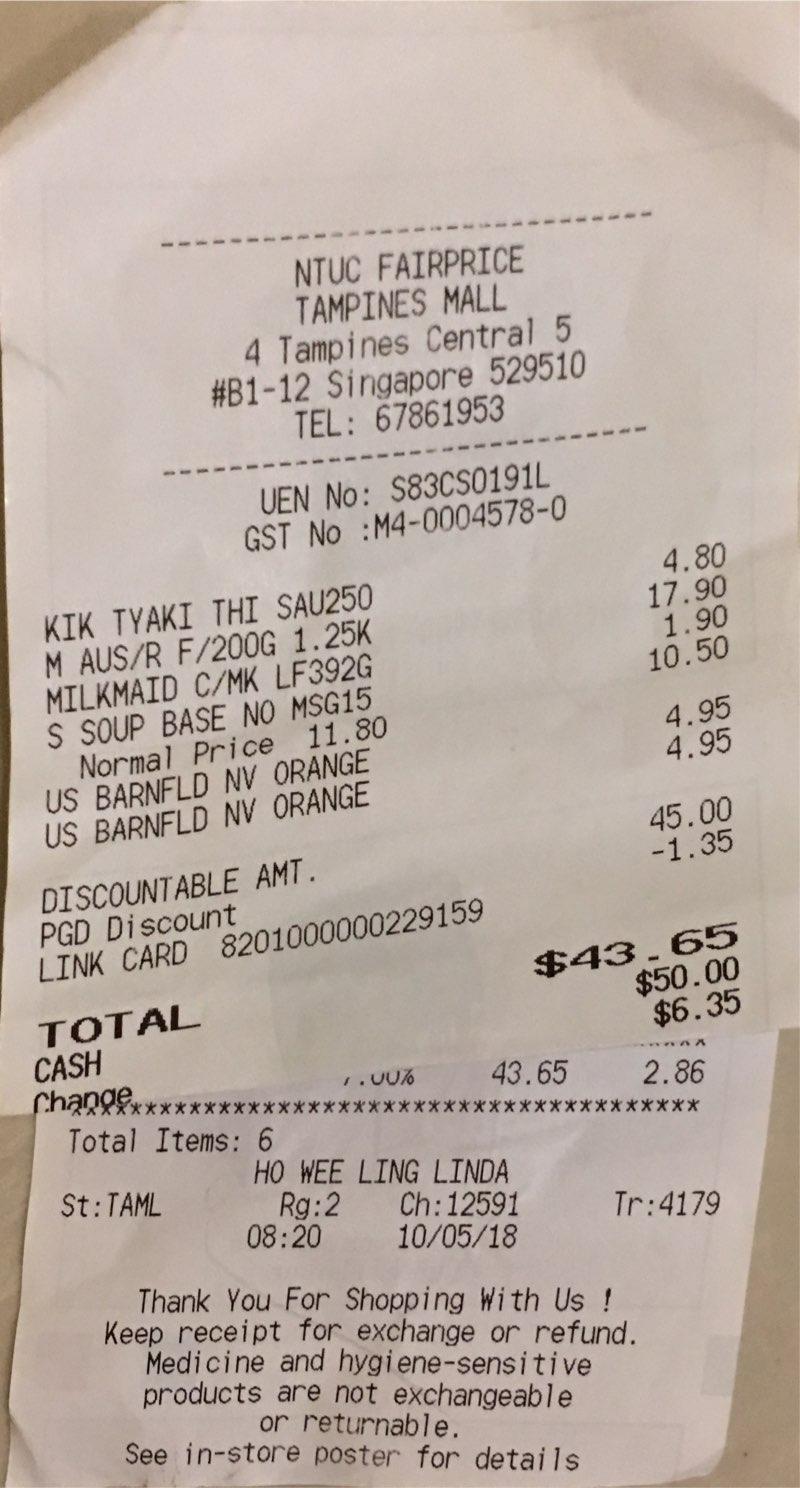 NTUC FAIRPRICE
TAMPINES MALL
4 Tampines Central 5
#B1-12 Singapore 529510
TEL: 67861953
UEN No: S83CS0191L
GST No :M4-0004578-0
KIK TYAKI THI SAU250 4.80
M AUS/R F/200G 1.25K 17.90
MILKMAID C/MK LF392G 1.90
S SOUP BASE NO MSG15 10.50
Normal Price 11.80
US BARNFLD NV ORANGE 4.95
US BARNFLD NV ORANGE 4.95
DISCOUNTABLE AMT. 45.00
PGD Discount -1.35
LINK CARD 8201000000229159
TOTAL $43.65
CASH $50.00
Change $6.35
7.00% 43.65 2.86
****************************************
Total Items: 6
HO WEE LING LINDA
St:TAML Rg:2 Ch:12591 Tr:4179
08:20 10/05/18
Thank You For Shopping With Us !
Keep receipt for exchange or refund.
Medicine and hygiene-sensitive
products are not exchangeable
or returnable.
See in-store poster for details